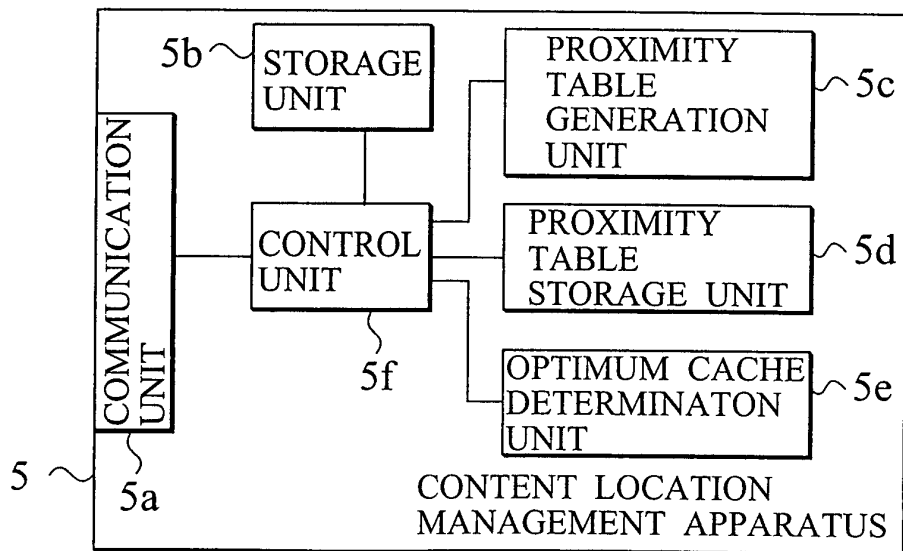 5b
STORAGE
UNIT
PROXIMITY
TABLE
GENERATION
UNIT
5c
COMMUNICATION
UNIT
CONTROL
UNIT
PROXIMITY
TABLE
STORAGE UNIT
5d
5f
OPTIMUM CACHE
DETERMINATON
UNIT
5e
5
5a
CONTENT LOCATION
MANAGEMENT APPARATUS